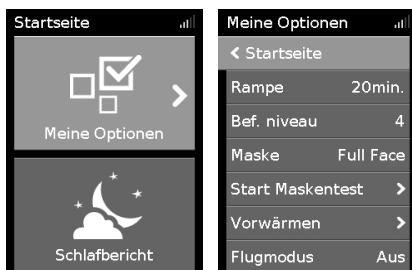 Startseite
Meine Optionen
Schlafbericht
Meine Optionen
Startseite
Rampe 20min.
Bef. niveau 4
Maske Full Face
Start Maskentest
Vorwärmen
Flugmodus Aus